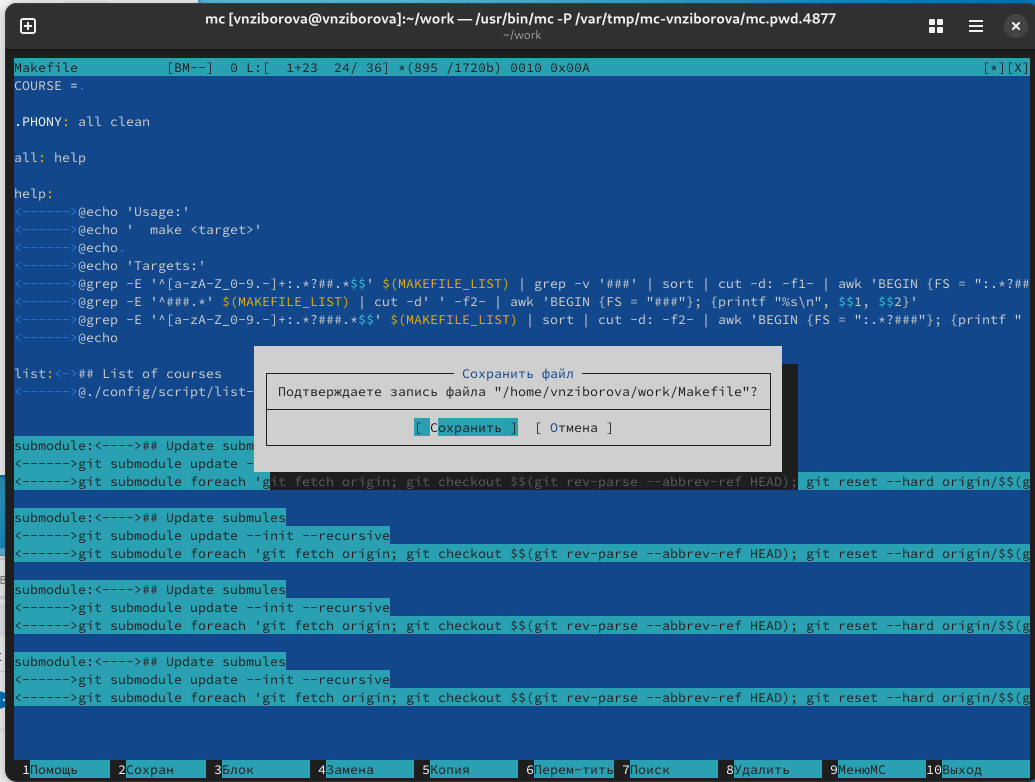 mc [vnziborova@vnziborova]:~/work — /usr/bin/mc -P /var/tmp/mc-vnziborova/mc.pwd.4877
~/work
Makefile [BM--] 0 L:[ 1+23 24/ 36] *(895 /1720b) 0010 0x00A [*][X]
COURSE =.
.PHONY: all clean
all: help
help:
<------>@echo 'Usage:'
<------>@echo ' make <target>'
<------>@echo.
<------>@echo 'Targets:'
<------>@grep -E '^[a-zA-Z_0-9.-]+:.*?##.*$$' $(MAKEFILE_LIST) | grep -v '###' | sort | cut -d: -f1- | awk 'BEGIN {FS = ":.*?##
<------>@grep -E '^###.*' $(MAKEFILE_LIST) | cut -d' ' -f2- | awk 'BEGIN {FS = "###"}; {printf "%s\n", $$1, $$2}'
<------>@grep -E '^[a-zA-Z_0-9.-]+:.*?###.*$$' $(MAKEFILE_LIST) | sort | cut -d: -f2- | awk 'BEGIN {FS = ":.*?###"}; {printf "
<------>@echo
list:<->## List of courses
<------>@./config/script/list-
Сохранить файл
Подтверждаете запись файла "/home/vnziborova/work/Makefile"?
[ Сохранить ] [ Отмена ]
submodule:<---->## Update subm
<------>git submodule update -
<------>git submodule foreach 'git fetch origin; git checkout $$(git rev-parse --abbrev-ref HEAD); git reset --hard origin/$$(g
submodule:<---->## Update submules
<------>git submodule update --init --recursive
<------>git submodule foreach 'git fetch origin; git checkout $$(git rev-parse --abbrev-ref HEAD); git reset --hard origin/$$(g
submodule:<---->## Update submules
<------>git submodule update --init --recursive
<------>git submodule foreach 'git fetch origin; git checkout $$(git rev-parse --abbrev-ref HEAD); git reset --hard origin/$$(g
submodule:<---->## Update submules
<------>git submodule update --init --recursive
<------>git submodule foreach 'git fetch origin; git checkout $$(git rev-parse --abbrev-ref HEAD); git reset --hard origin/$$(g
1Помощь 2Сохран 3Блок 4Замена 5Копия 6Перем~тить 7Поиск 8Удалить 9МенюMC 10Выход